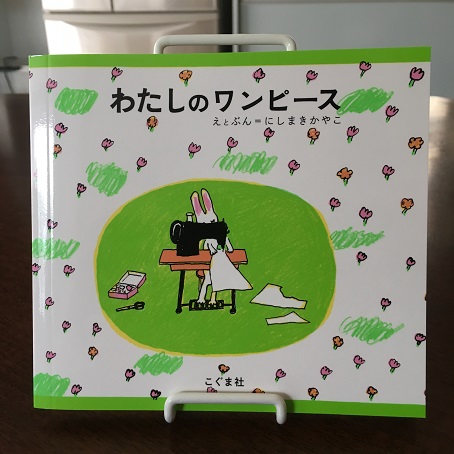 わたしのワンピース
えとぶん=にしまきかやこ
こぐま社